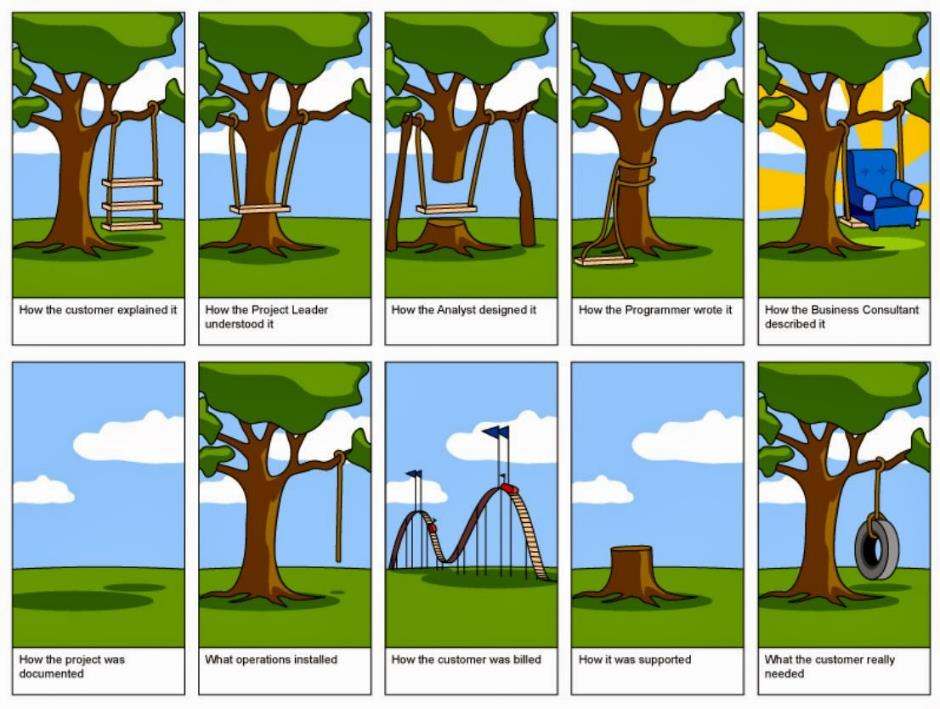 How the customer explained it
How the Project Leader
understood it
How the Analyst designed it
How the Programmer wrote it
How the Business Consultant
described it
How the project was
documented
What operations installed
How the customer was billed
How it was supported
What the customer really
needed